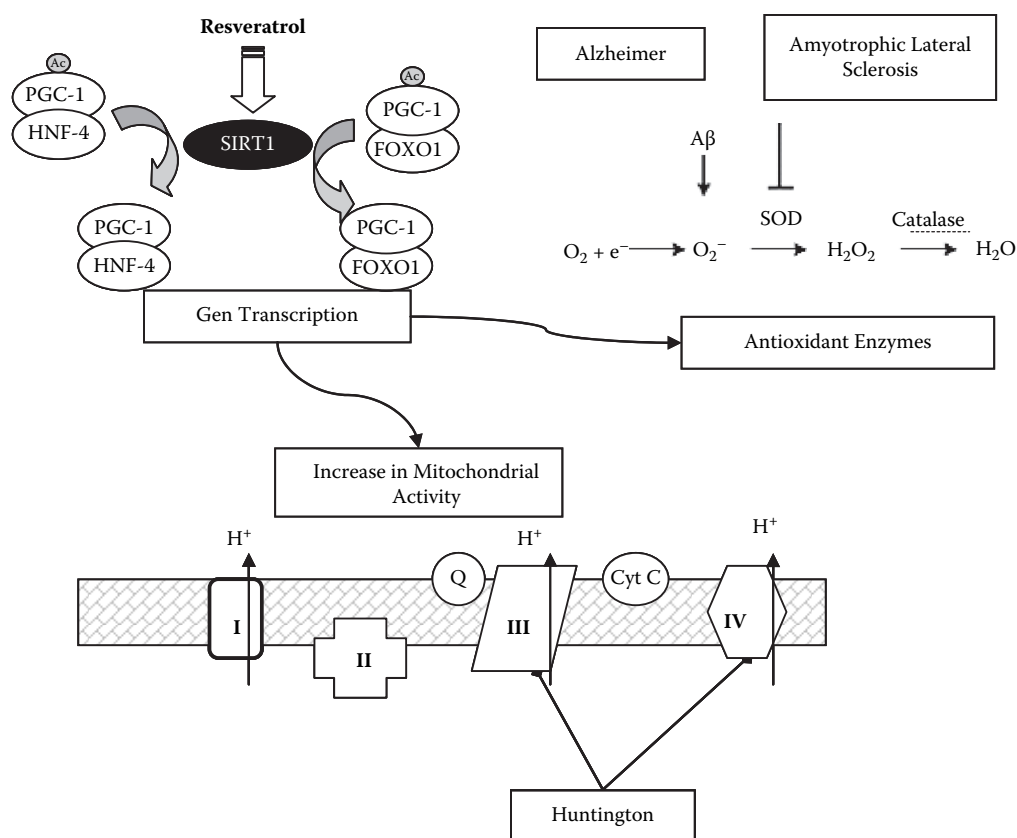 Resveratrol
Ac
PGC-1
HNF-4
SIRT1
Ac
PGC-1
FOXO1
PGC-1
HNF-4
PGC-1
FOXO1
Gen Transcription
Alzheimer
Amyotrophic Lateral
Sclerosis
Aβ
SOD
Catalase
O₂ + e⁻
O₂⁻
H₂O₂
H₂O
Antioxidant Enzymes
Increase in Mitochondrial
Activity
H⁺
H⁺
H⁺
Q
Cyt C
I
II
III
IV
Huntington